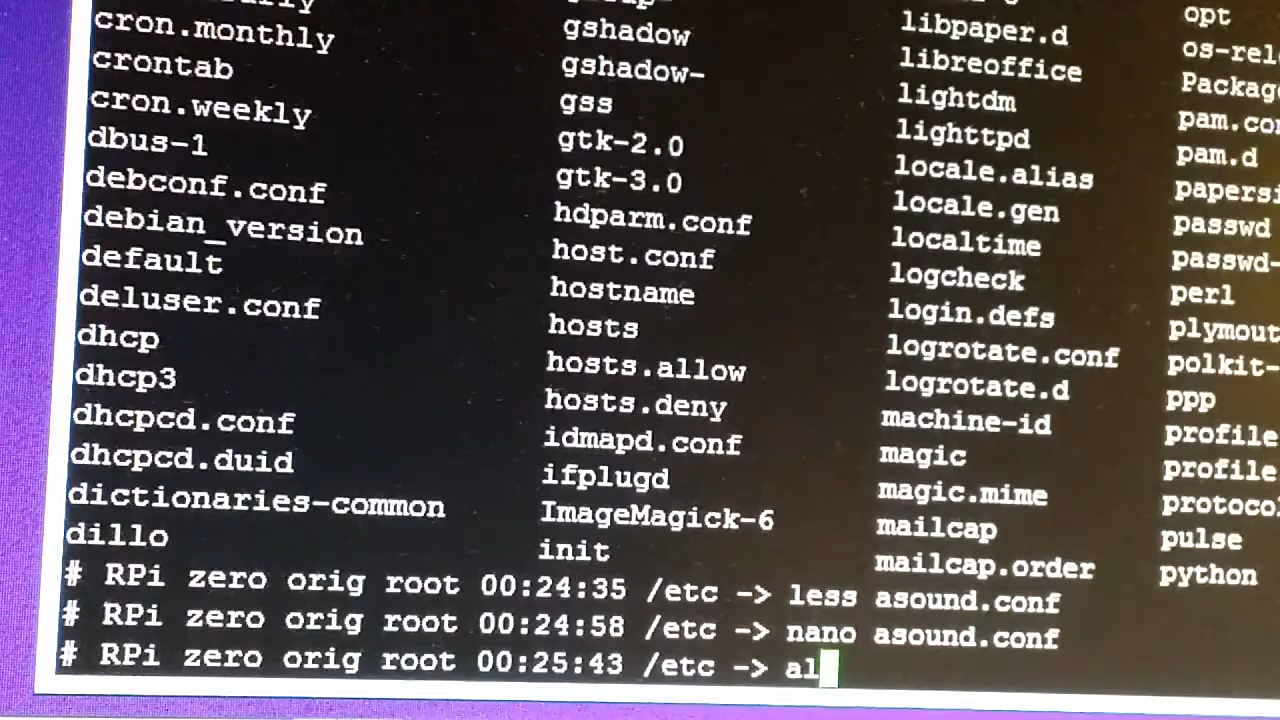 cron.monthly gshadow libpaper.d opt
crontab gshadow- libreoffice
cron.weekly gss lightdm
dbus-1 gtk-2.0 lighttpd
debconf.conf gtk-3.0 locale.alias pam.d
debian_version hdparm.conf locale.gen
default host.conf localtime passwd
deluser.conf hostname logcheck passwd-
dhcp hosts login.defs perl
dhcp3 hosts.allow logrotate.conf
dhcpcd.conf hosts.deny logrotate.d
dhcpcd.duid idmapd.conf machine-id ppp
dictionaries-common ifplugd magic profile
dillo ImageMagick-6 magic.mime profile
init mailcap
mailcap.order pulse
python
# RPi zero orig root 00:24:35 /etc -> less asound.conf
# RPi zero orig root 00:24:58 /etc -> nano asound.conf
# RPi zero orig root 00:25:43 /etc -> al